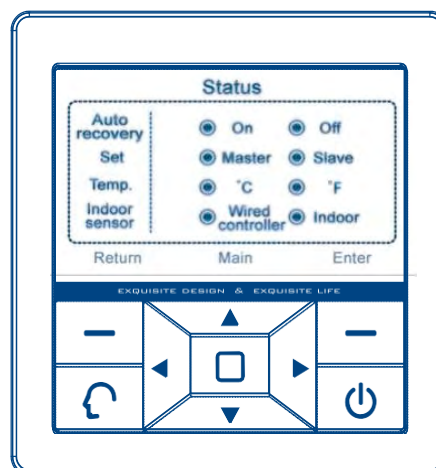 Status
Auto recovery On Off
Set Master Slave
Temp. °C °F
Indoor sensor Wired controller Indoor
Return Main Enter
EXQUISITE DESIGN & EXQUISITE LIFE